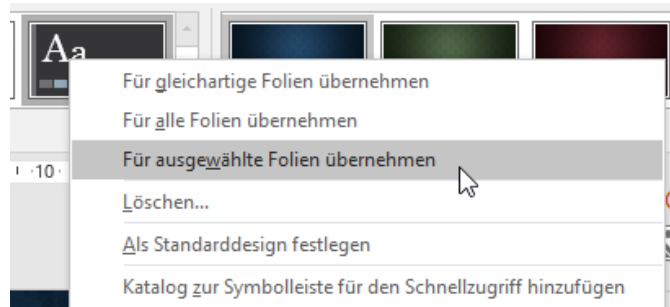 Aa
Für gleichartige Folien übernehmen
Für alle Folien übernehmen
Für ausgewählte Folien übernehmen
10
Löschen...
Als Standarddesign festlegen
Katalog zur Symbolleiste für den Schnellzugriff hinzufügen